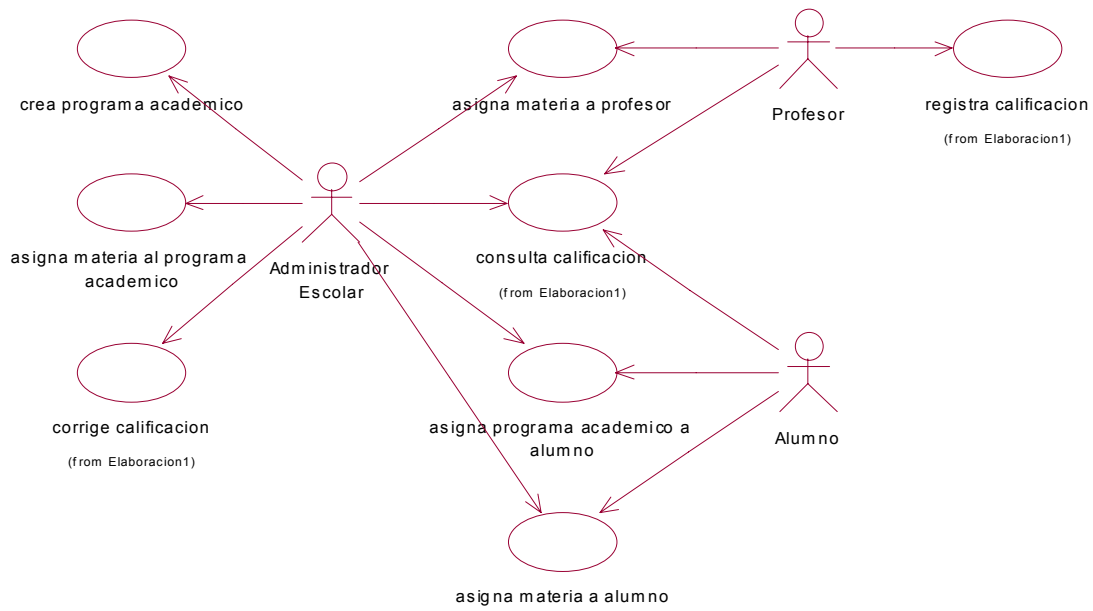 crea programa academico
asigna materia a profesor
Profesor
registra calificacion
(from Elaboracion1)
asigna materia al programa
academico
Administrador
Escolar
consulta calificacion
(from Elaboracion1)
corrige calificacion
(from Elaboracion1)
asigna programa academico a
alumno
Alumno
asigna materia a alumno